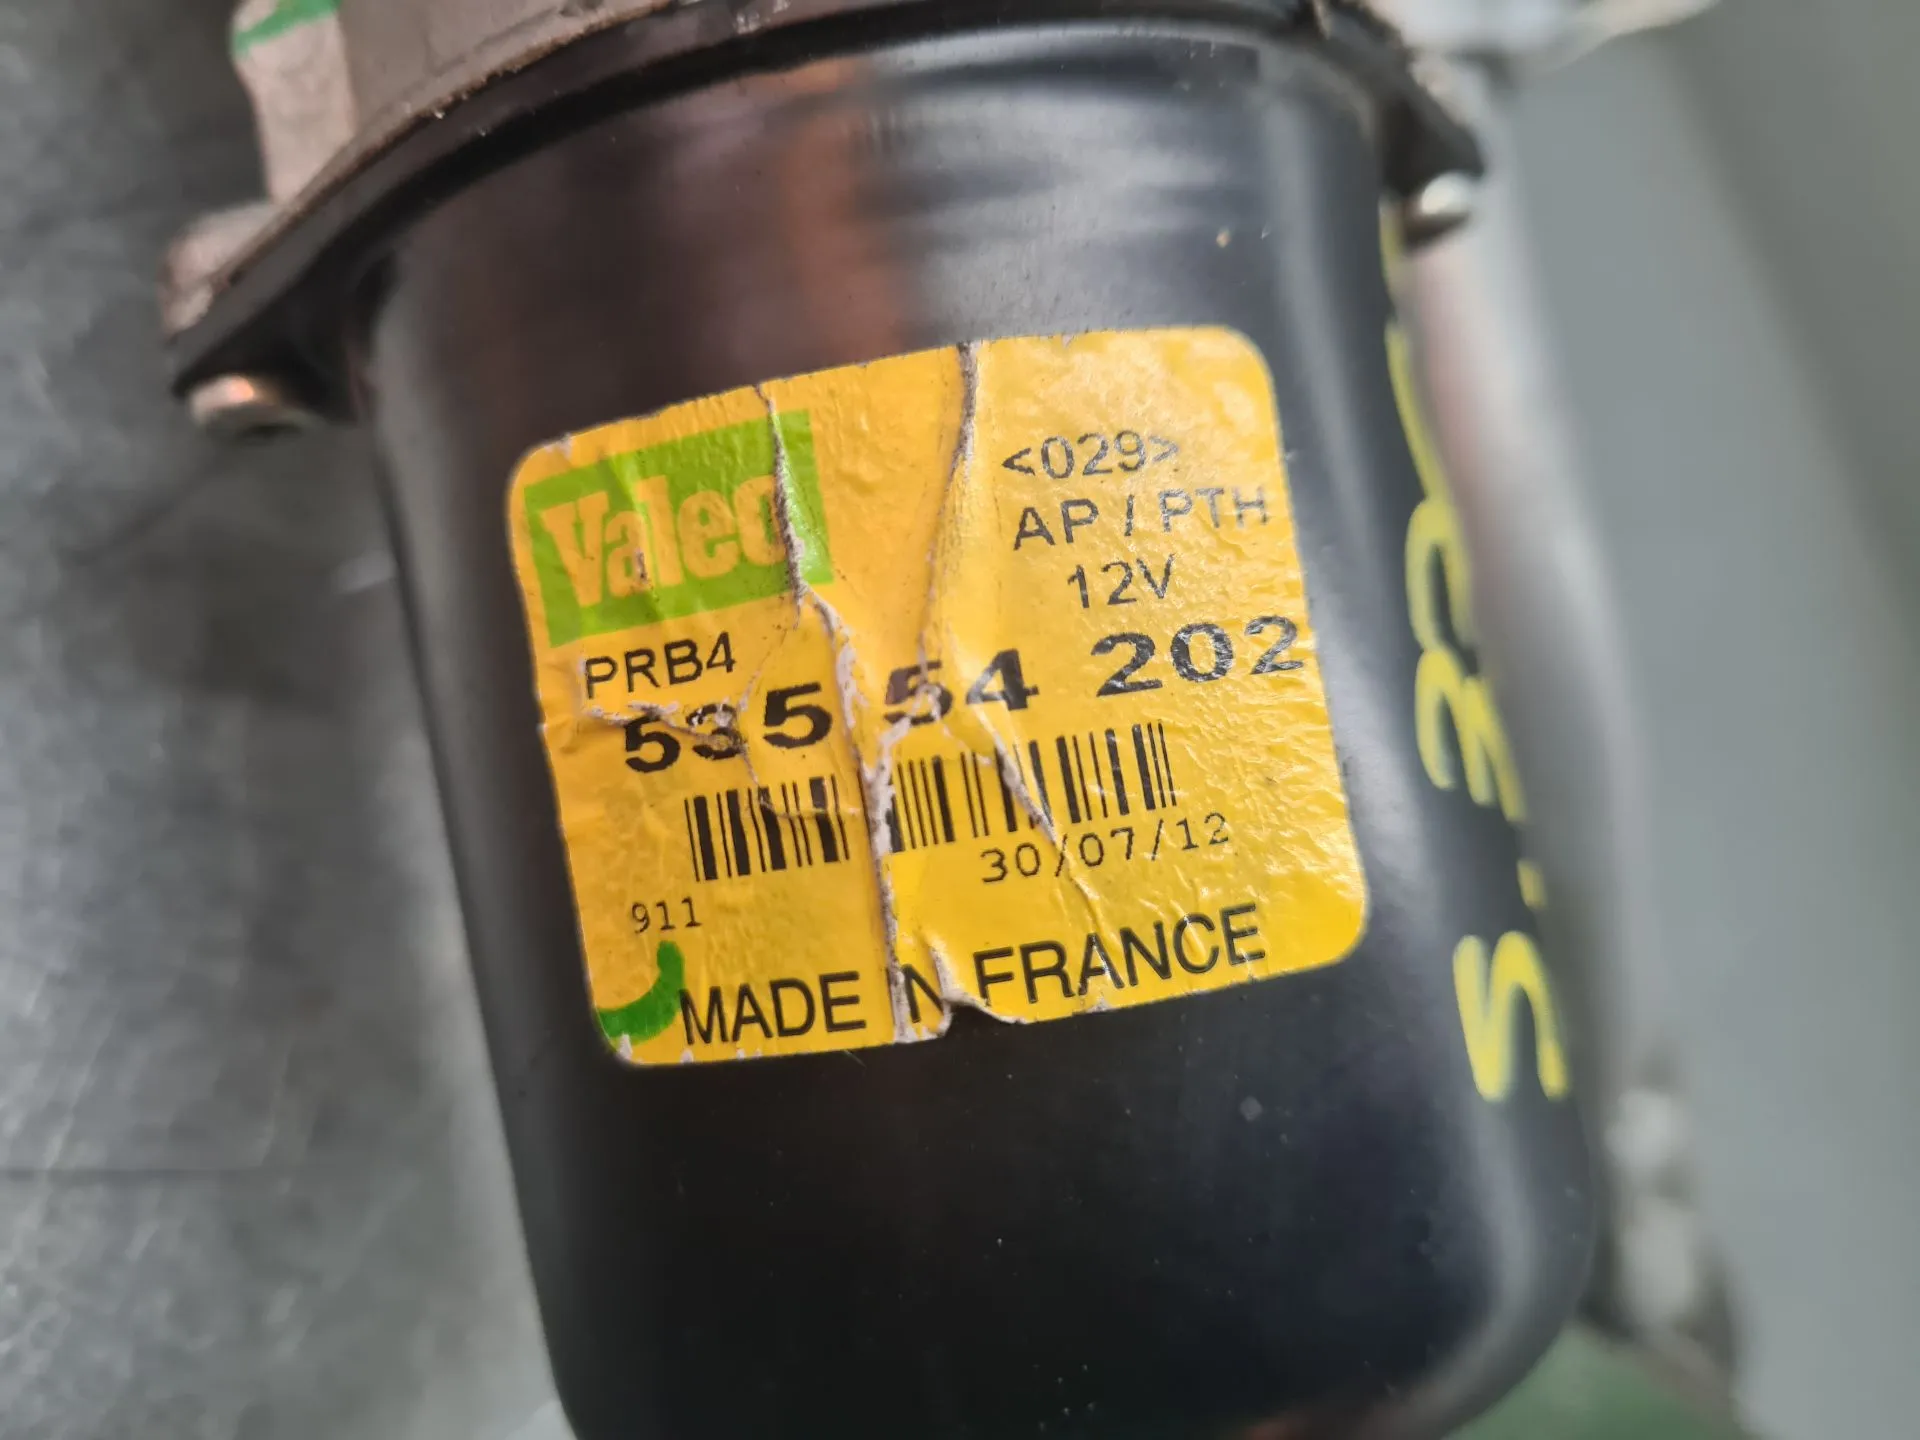 Valeo
<029>
AP / PTH
12V
PRB4
535 54 202
30/07/12
911
MADE IN FRANCE